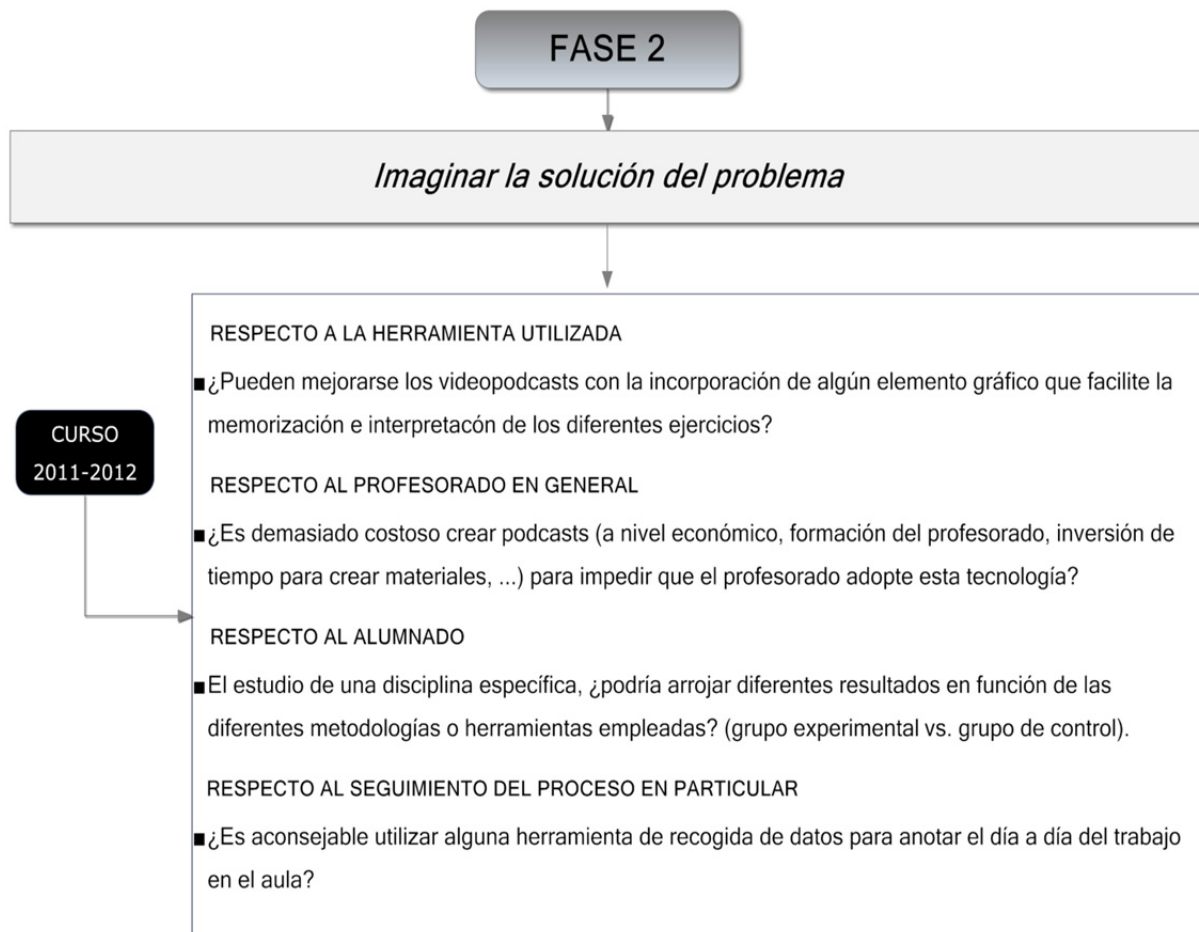 FASE 2
Imaginar la solución del problema
RESPECTO A LA HERRAMIENTA UTILIZADA
■¿Pueden mejorarse los videopodcasts con la incorporación de algún elemento gráfico que facilite la
memorización e interpretacón de los diferentes ejercicios?
CURSO
2011-2012
RESPECTO AL PROFESORADO EN GENERAL
■¿Es demasiado costoso crear podcasts (a nivel económico, formación del profesorado, inversión de
tiempo para crear materiales, ...) para impedir que el profesorado adopte esta tecnología?
RESPECTO AL ALUMNADO
■El estudio de una disciplina específica, ¿podría arrojar diferentes resultados en función de las
diferentes metodologías o herramientas empleadas? (grupo experimental vs. grupo de control).
RESPECTO AL SEGUIMIENTO DEL PROCESO EN PARTICULAR
■¿Es aconsejable utilizar alguna herramienta de recogida de datos para anotar el día a día del trabajo
en el aula?